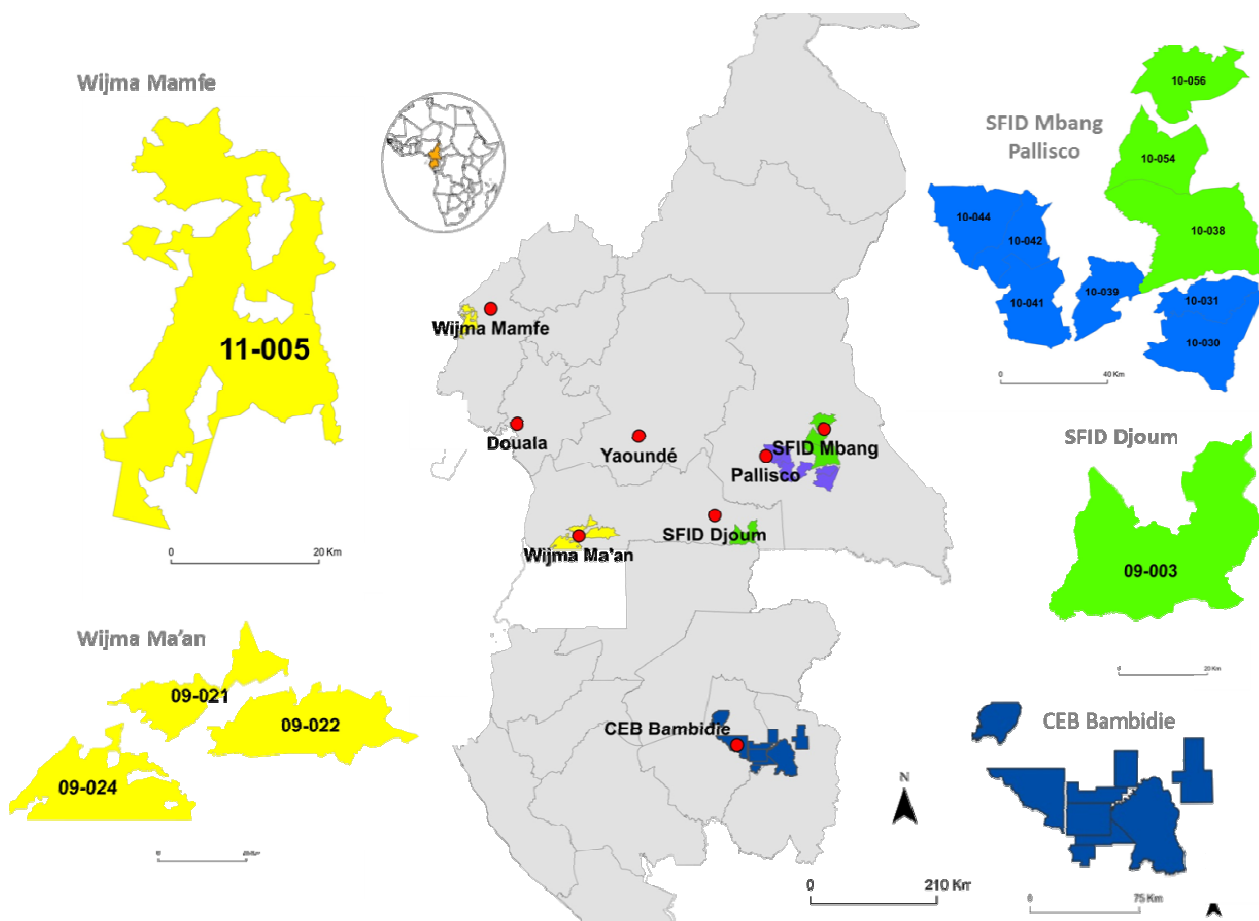 Wijma Mamfe
11-005
0 20 Km
Wijma Ma'an
09-021
09-022
09-024
0
Wijma Mamfe
Douala
Yaoundé
SFID Mbang
Pallisco
SFID Djoum
Wijma Ma'an
CEB Bambidie
N
0 210 Km
SFID Mbang
Pallisco
10-056
10-054
10-044
10-042
10-038
10-041
10-039
10-031
10-030
0 40 Km
SFID Djoum
09-003
0 20 Km
CEB Bambidie
0 75 Km